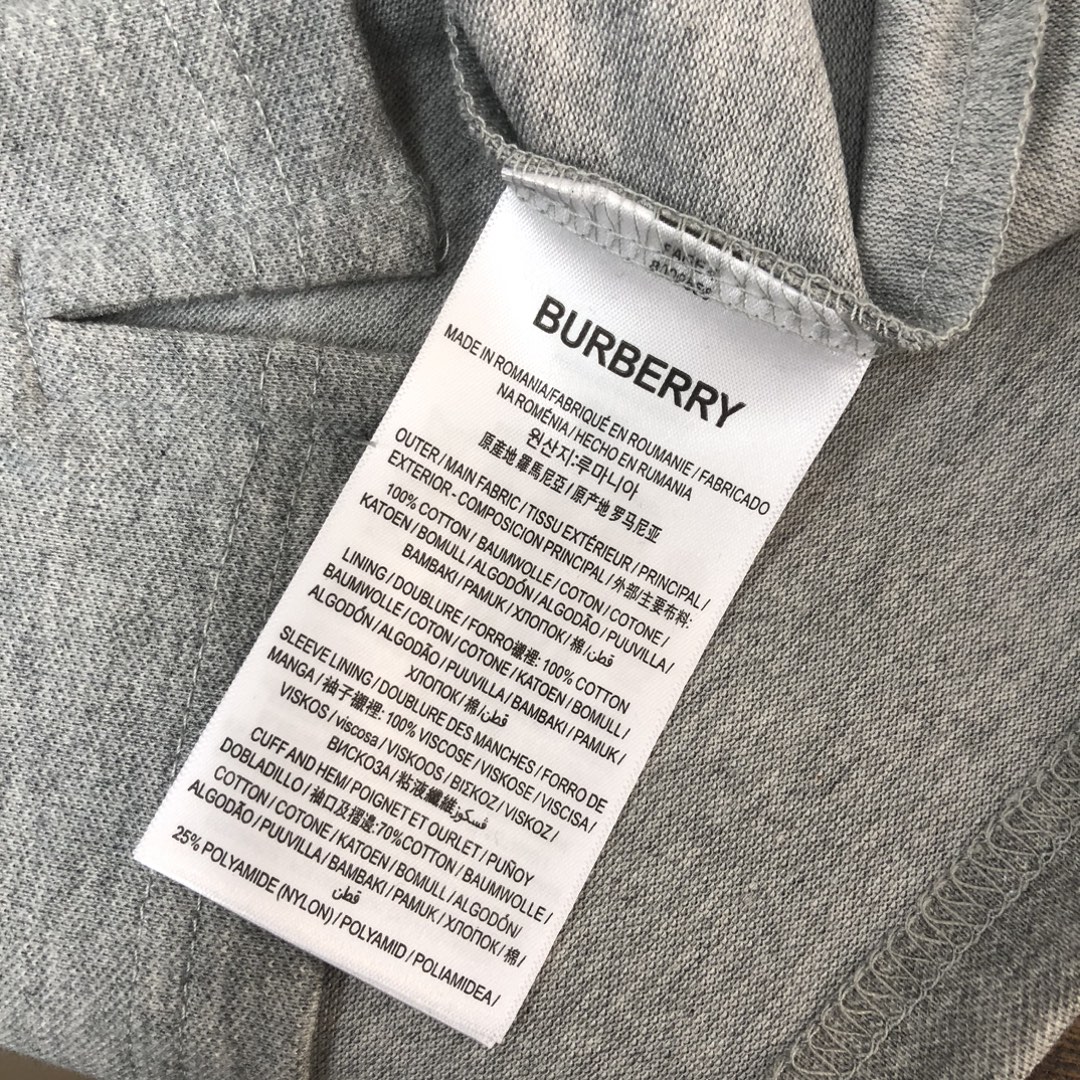 BURBERRY
MADE IN ROMANIA/FABRIQUÉ EN ROUMANIE / FABRICADO
NA ROMÉNIA / HECHO EN RUMANIA
원산지:루마니아
原產地 羅馬尼亞 / 原产地 罗马尼亚
OUTER / MAIN FABRIC / TISSU EXTÉRIEUR / PRINCIPAL /
EXTERIOR - COMPOSICION PRINCIPAL / 外部/主要布料:
100% COTTON / BAUMWOLLE / COTON / COTONE /
KATOEN / BOMULL / ALGODÓN / ALGODÃO / PUUVILLA /
BAMBAKI / PAMUK / ХЛОПОК / 棉 / قطن
LINING / DOUBLURE / FORRO襯裡: 100% COTTON
BAUMWOLLE / COTON / COTONE / KATOEN / BOMULL /
ALGODÓN / ALGODÃO / PUUVILLA / BAMBAKI / PAMUK /
ХЛОПОК / 棉 / قطن
SLEEVE LINING / DOUBLURE DES MANCHES / FORRO DE
MANGA / 袖子襯裡: 100% VISCOSE / VISKOSE / VISCISA /
VISKOS / viscosa / VISKOOS / ΒΙΣΚΟΖ / VISKOZ /
ВИСКОЗА / 粘液纖維 / فسكوز
CUFF AND HEM / POIGNET ET OURLET / PUÑOY
DOBLADILLO / 袖口及摺邊:70%COTTON / BAUMWOLLE /
COTTON / COTONE / KATOEN / BOMULL / ALGODÓN/
ALGODÃO / PUUVILLA / BAMBAKI / PAMUK / ХЛОПОК / 棉 /
قطن
25% POLYAMIDE (NYLON) / POLYAMID / POLIAMIDEA /